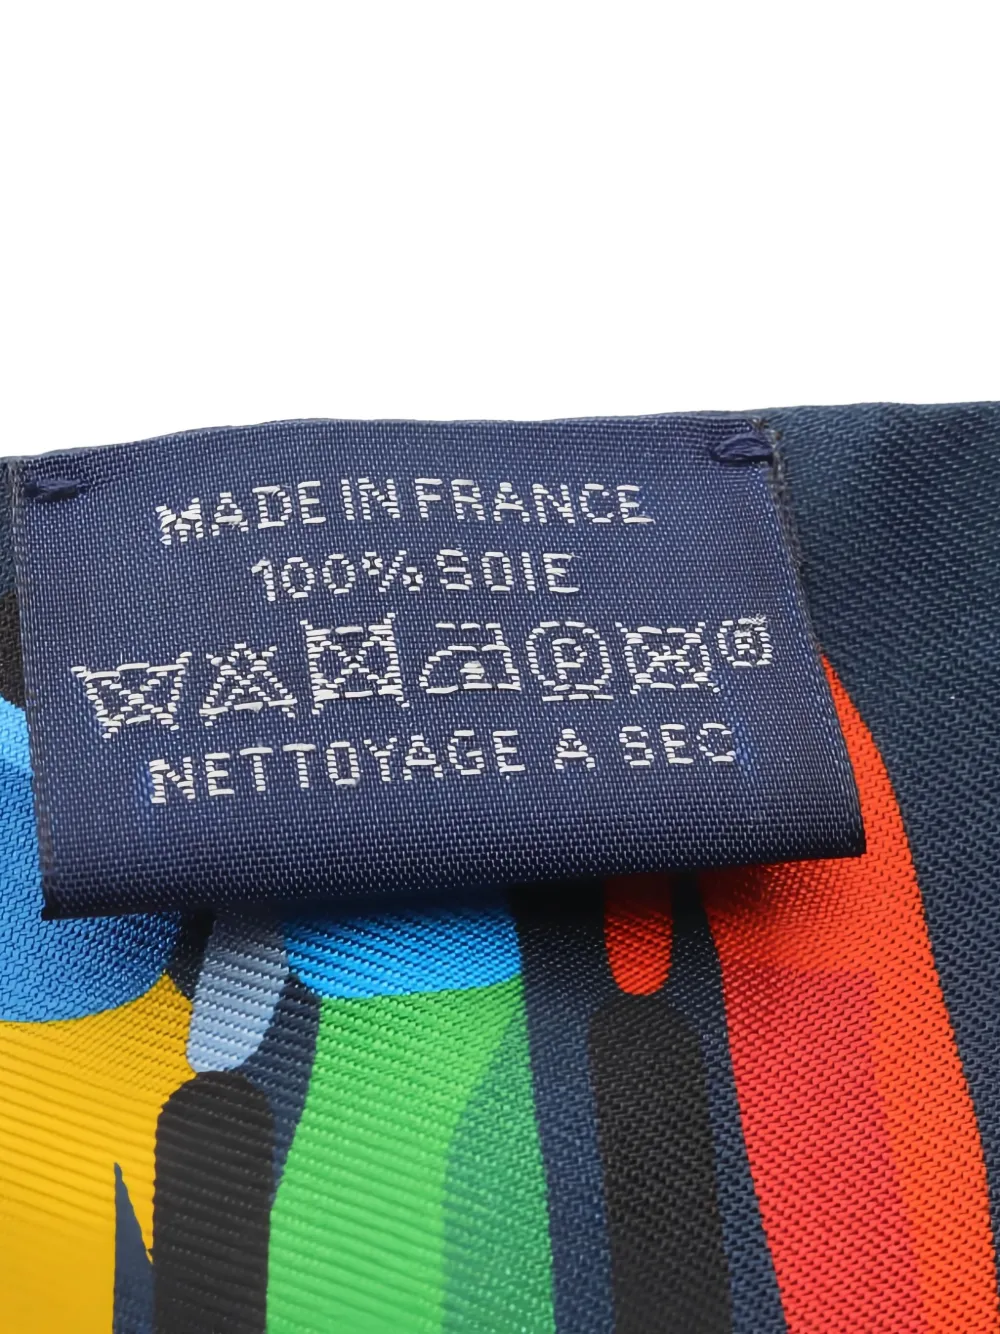 MADE IN FRANCE
100% SOIE
P
NETTOYAGE A SEC